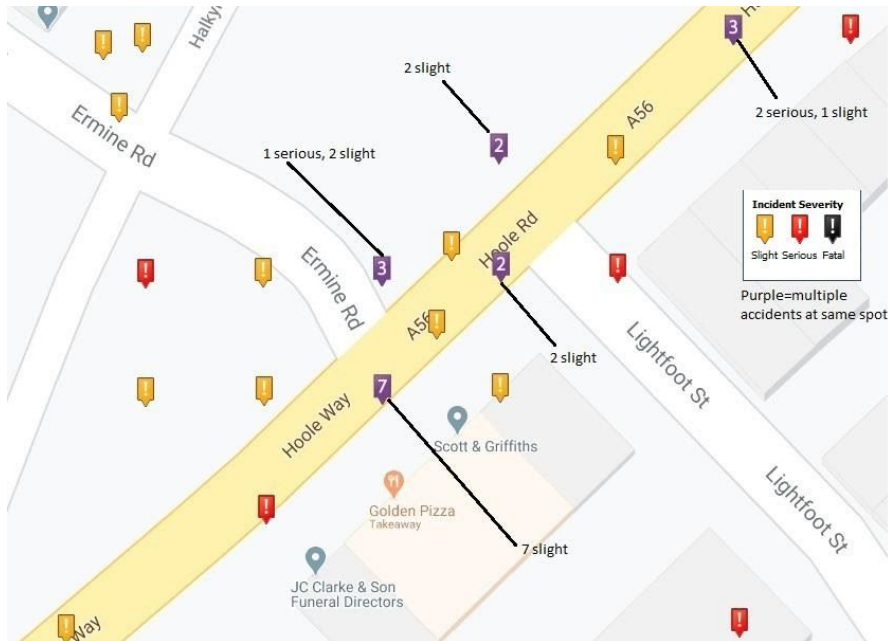 Halky
Ermine Rd
2 slight
3
2 serious, 1 slight
A56
2
1 serious, 2 slight
Incident Severity
Slight Serious Fatal
Purple=multiple
accidents at same spot
Hoole Rd
3
2
Ermine Rd
A56
2 slight
Lightfoot St
7
Hoole Way
Scott & Griffiths
Golden Pizza
Takeaway
7 slight
Lightfoot St
JC Clarke & Son
Funeral Directors
Way